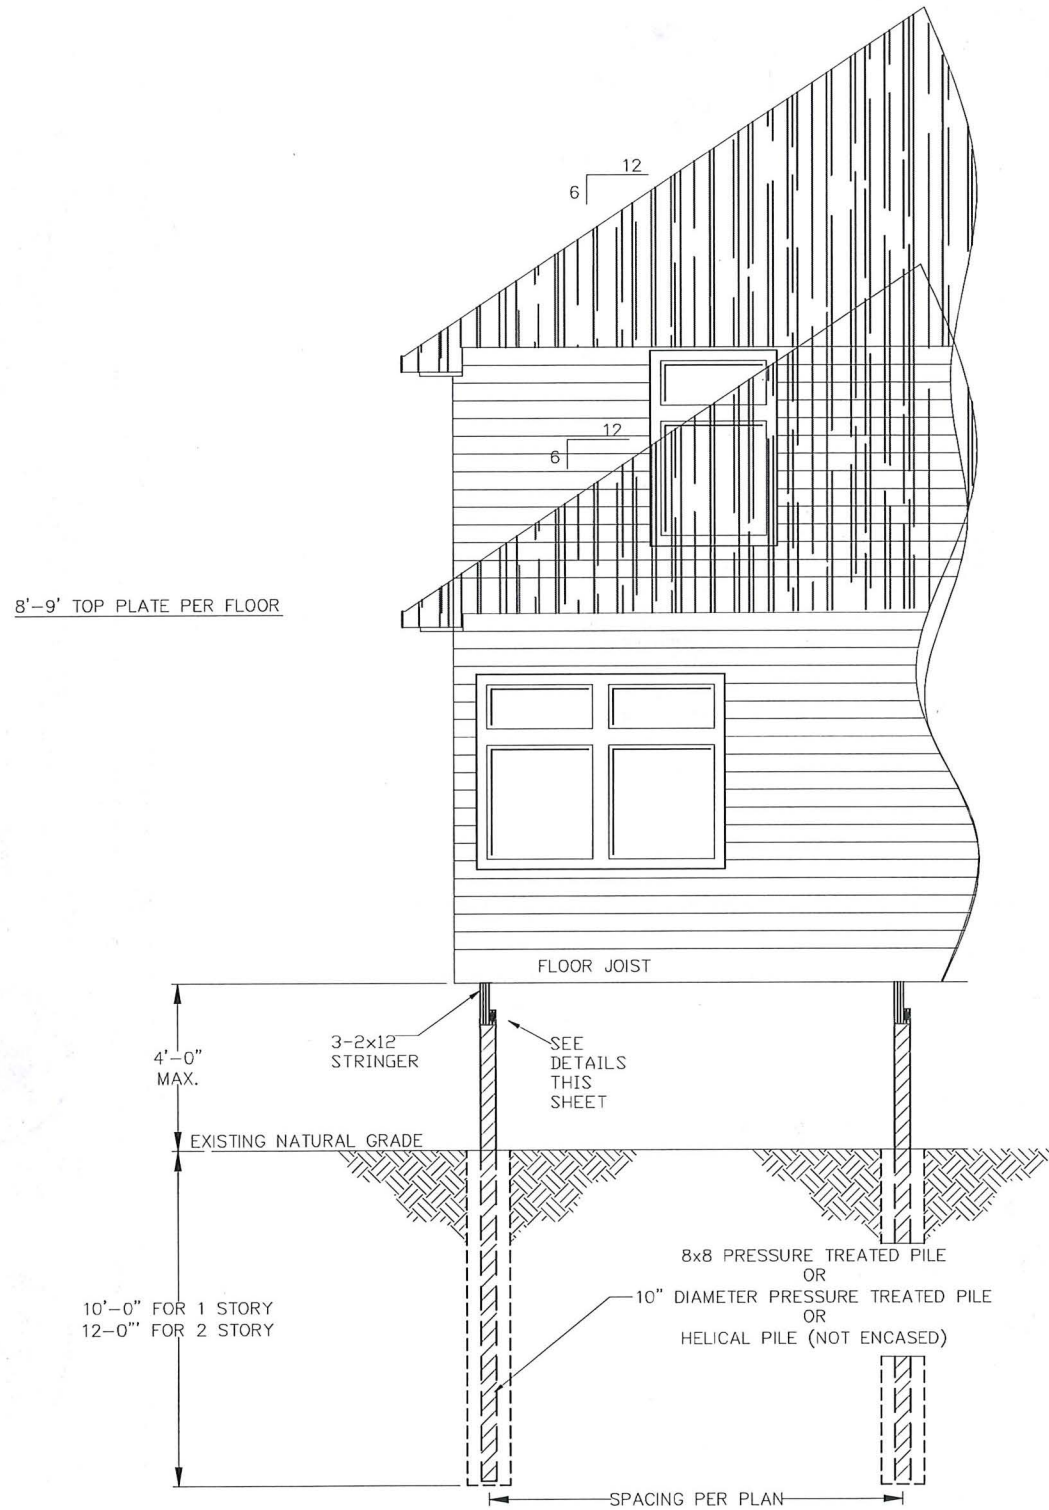 12
6
12
6
8'-9' TOP PLATE PER FLOOR
FLOOR JOIST
3-2x12
STRINGER
SEE
DETAILS
THIS
SHEET
4'-0"
MAX.
EXISTING NATURAL GRADE
8x8 PRESSURE TREATED PILE
OR
10" DIAMETER PRESSURE TREATED PILE
OR
HELICAL PILE (NOT ENCASED)
10'-0" FOR 1 STORY
12-0"' FOR 2 STORY
SPACING PER PLAN